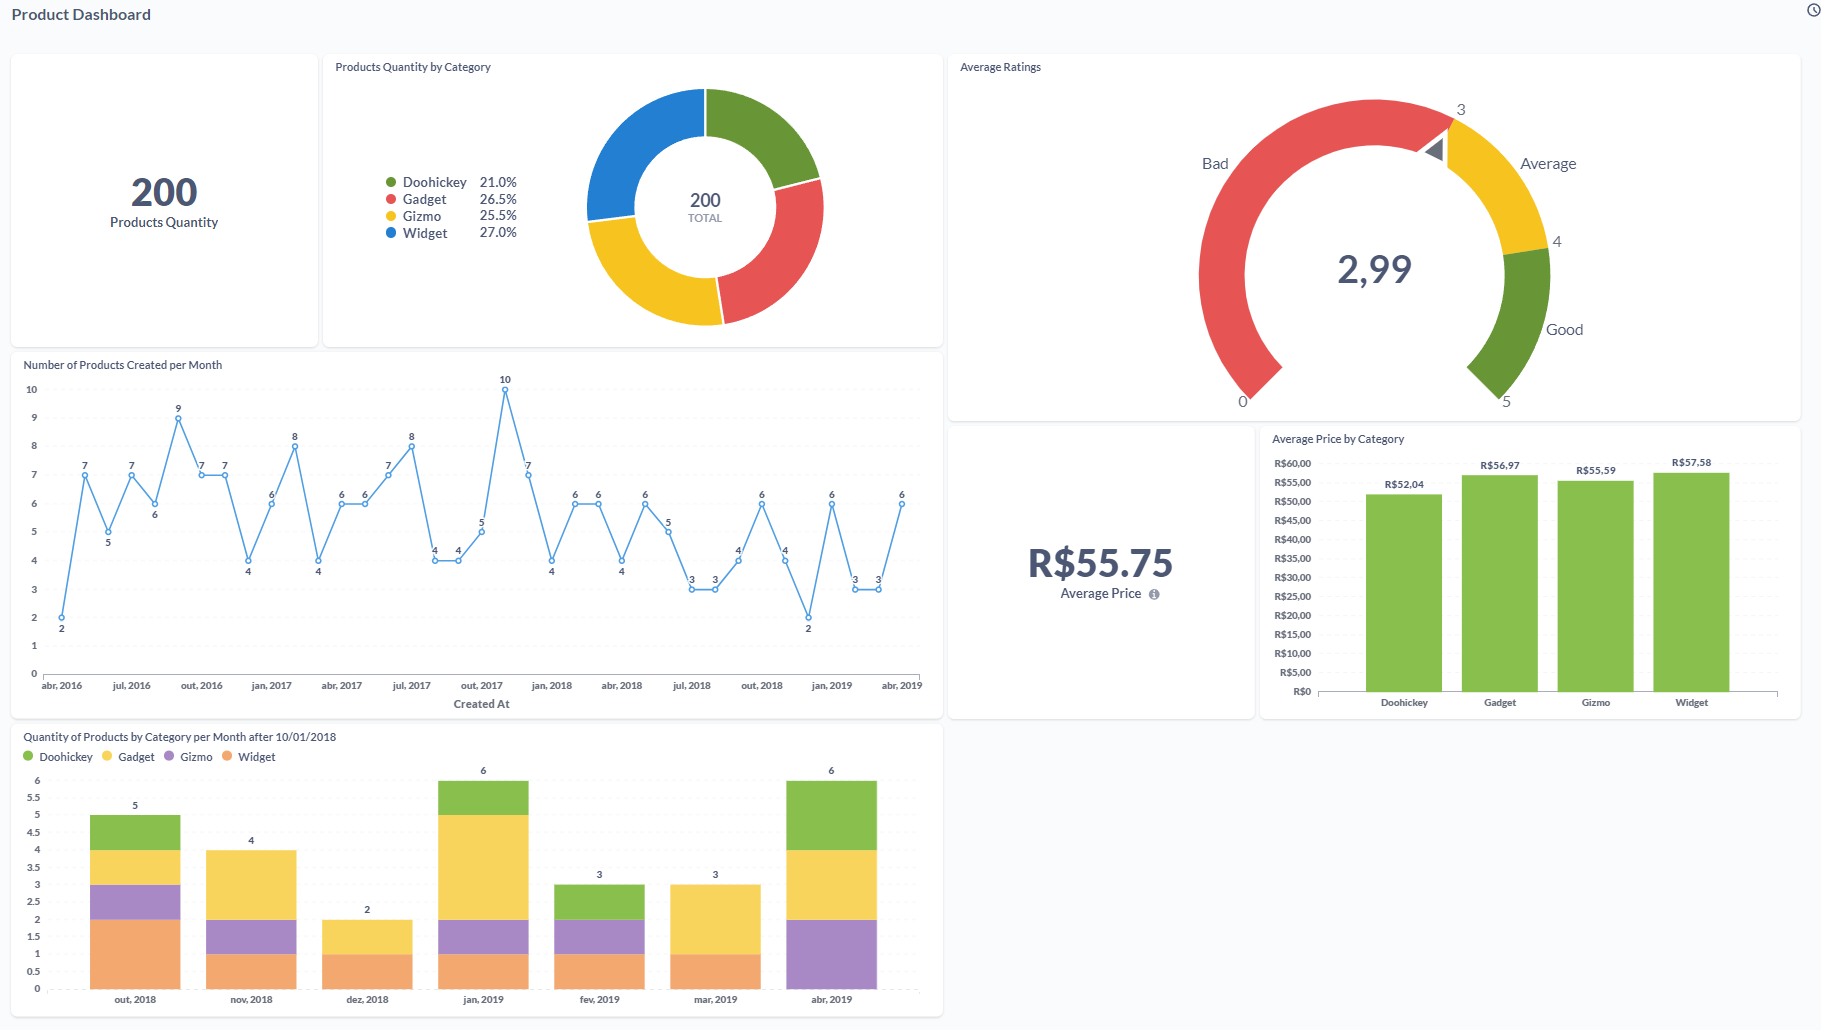 Product Dashboard
200
Products Quantity
Products Quantity by Category
Doohickey 21.0%
Gadget 26.5%
Gizmo 25.5%
Widget 27.0%
200
TOTAL
Average Ratings
Bad
3
Average
4
2,99
Good
0
5
Number of Products Created per Month
10
9
8
7
6
5
4
3
2
1
0
2
7
5
7
6
9
7
7
4
6
8
4
6
6
7
8
4
4
5
10
7
4
6
6
4
6
5
3
3
4
6
4
2
6
3
3
6
abr, 2016 jul, 2016 out, 2016 jan, 2017 abr, 2017 jul, 2017 out, 2017 jan, 2018 abr, 2018 jul, 2018 out, 2018 jan, 2019 abr, 2019
Created At
R$55.75
Average Price
Average Price by Category
R$60,00
R$55,00
R$50,00
R$45,00
R$40,00
R$35,00
R$30,00
R$25,00
R$20,00
R$15,00
R$10,00
R$5,00
R$0
R$52,04
R$56,97
R$55,59
R$57,58
Doohickey Gadget Gizmo Widget
Quantity of Products by Category per Month after 10/01/2018
Doohickey Gadget Gizmo Widget
6
5.5
5
4.5
4
3.5
3
2.5
2
1.5
1
0.5
0
5
4
2
6
3
3
6
out, 2018 nov, 2018 dez, 2018 jan, 2019 fev, 2019 mar, 2019 abr, 2019